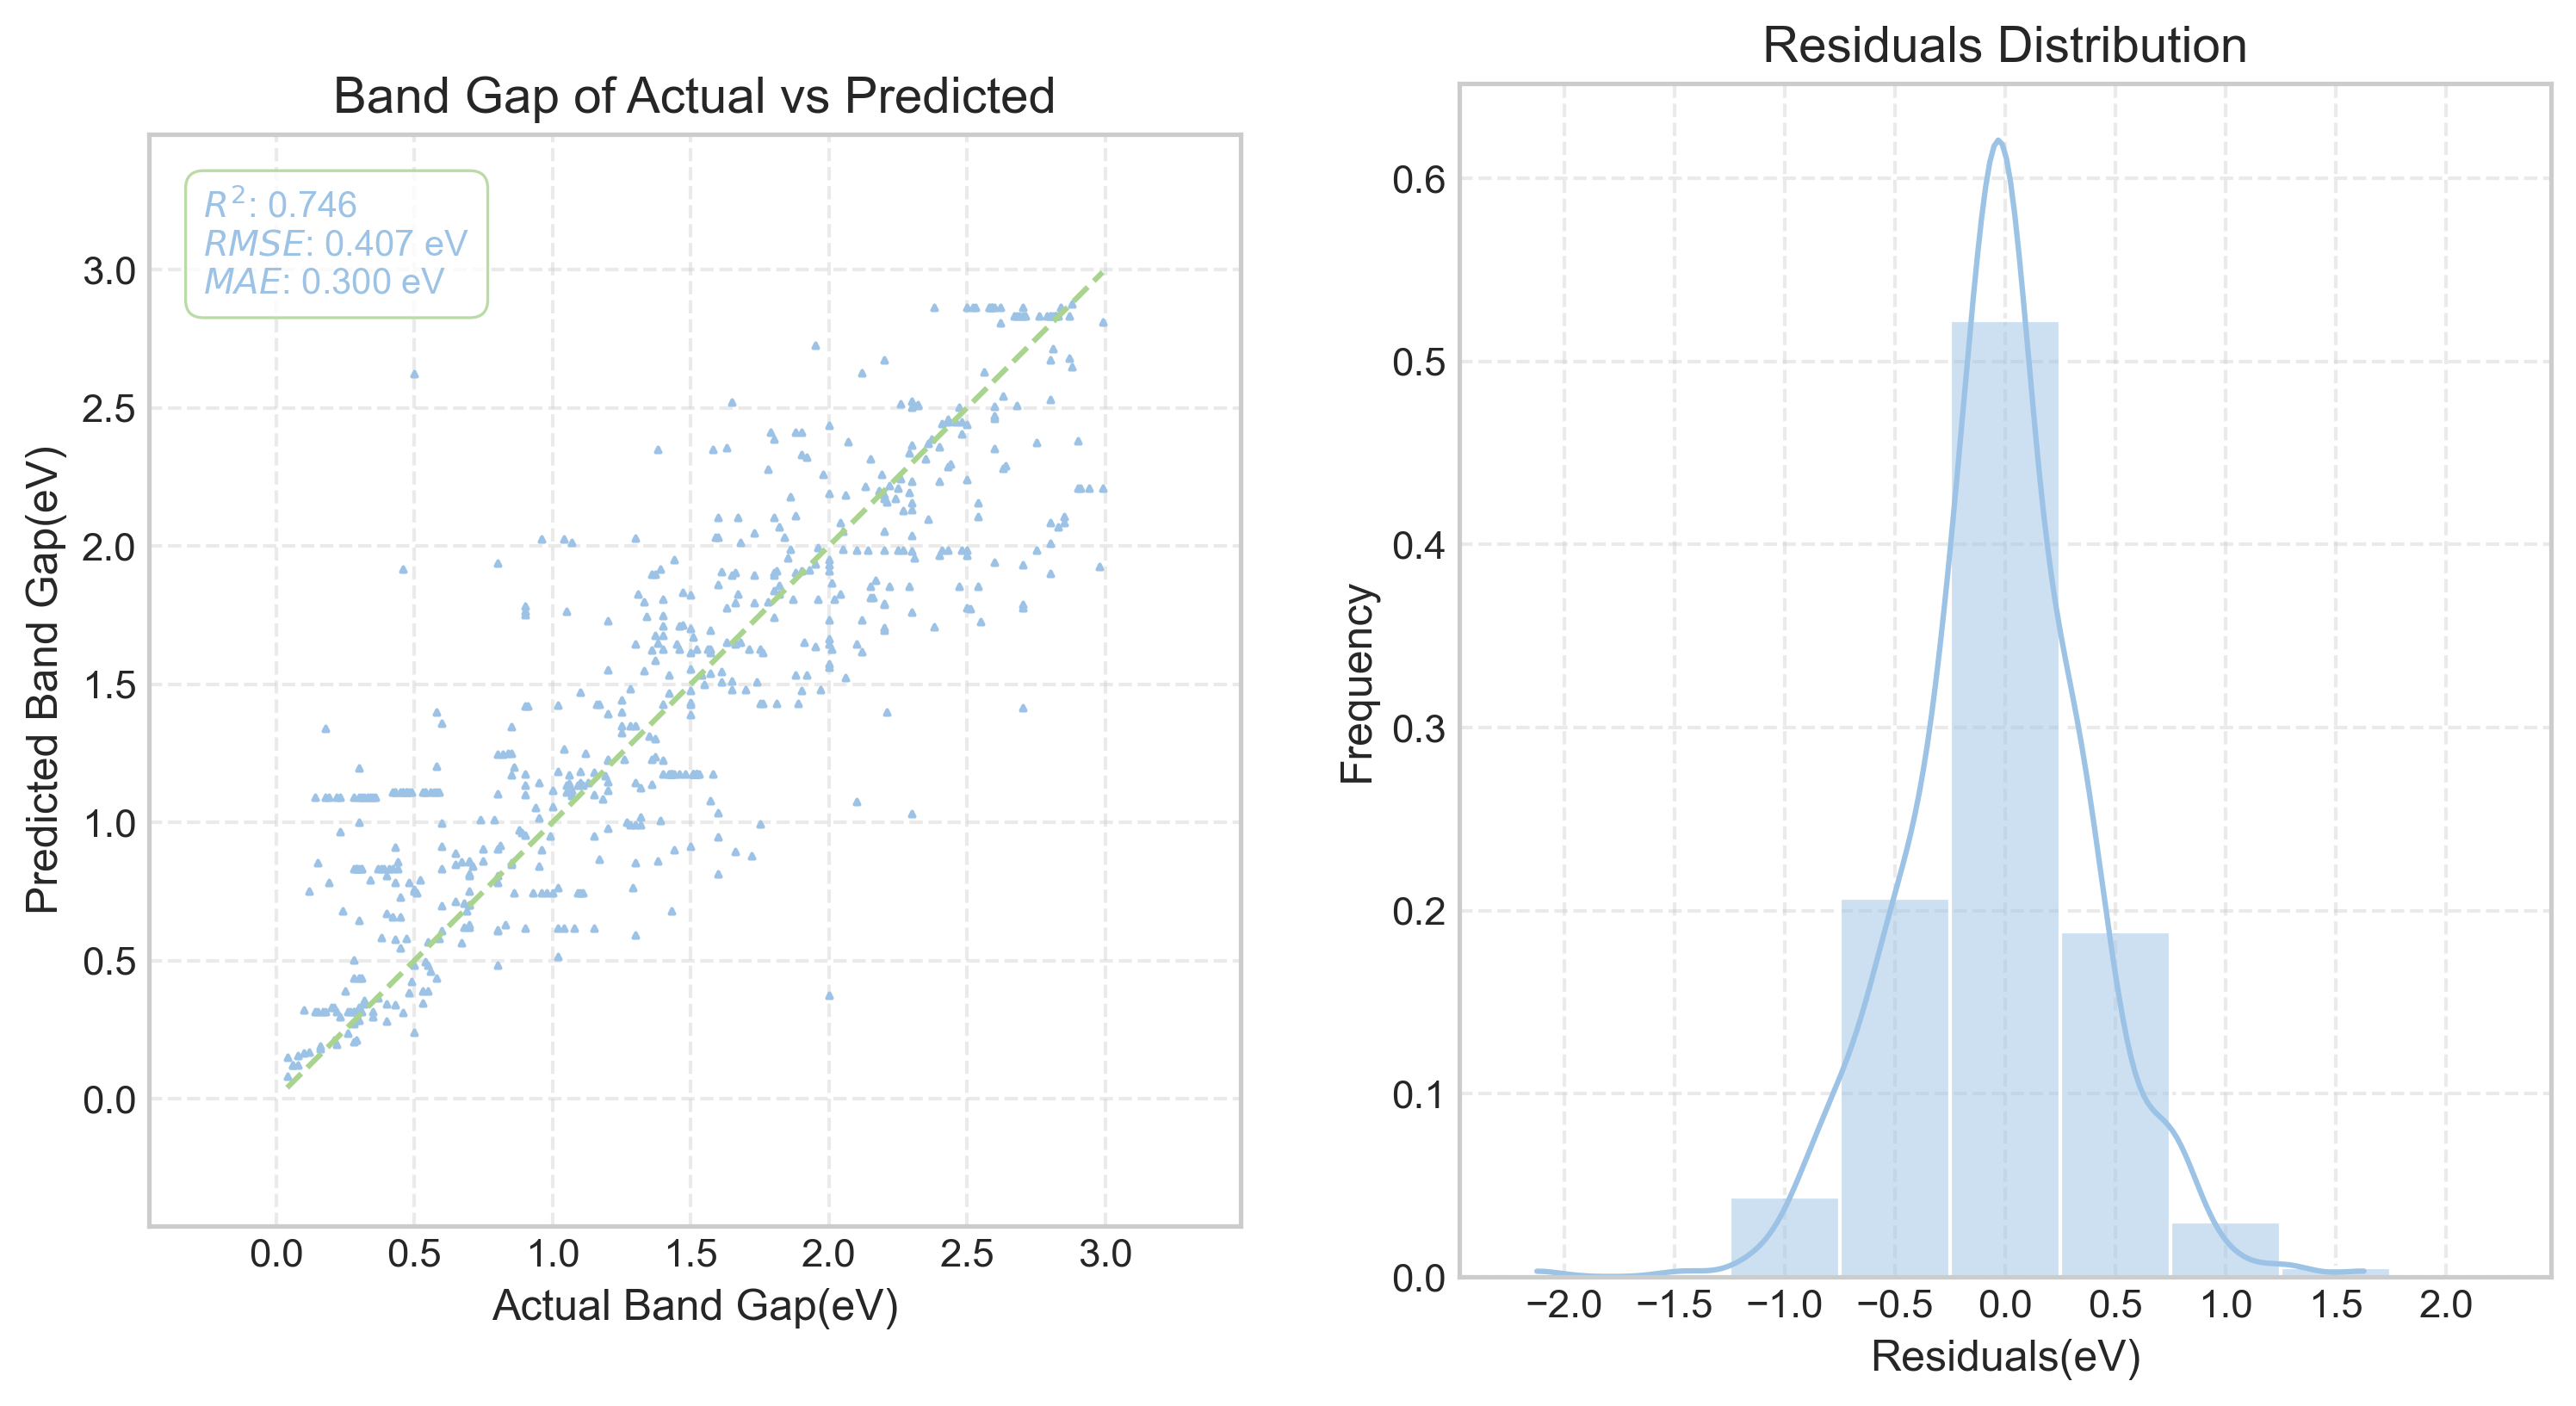 Band Gap of Actual vs Predicted
R²: 0.746
RMSE: 0.407 eV
MAE: 0.300 eV
3.0
2.5
2.0
1.5
1.0
0.5
0.0
Predicted Band Gap(eV)
0.0 0.5 1.0 1.5 2.0 2.5 3.0
Actual Band Gap(eV)
Residuals Distribution
0.6
0.5
0.4
0.3
0.2
0.1
0.0
Frequency
−2.0 −1.5 −1.0 −0.5 0.0 0.5 1.0 1.5 2.0
Residuals(eV)